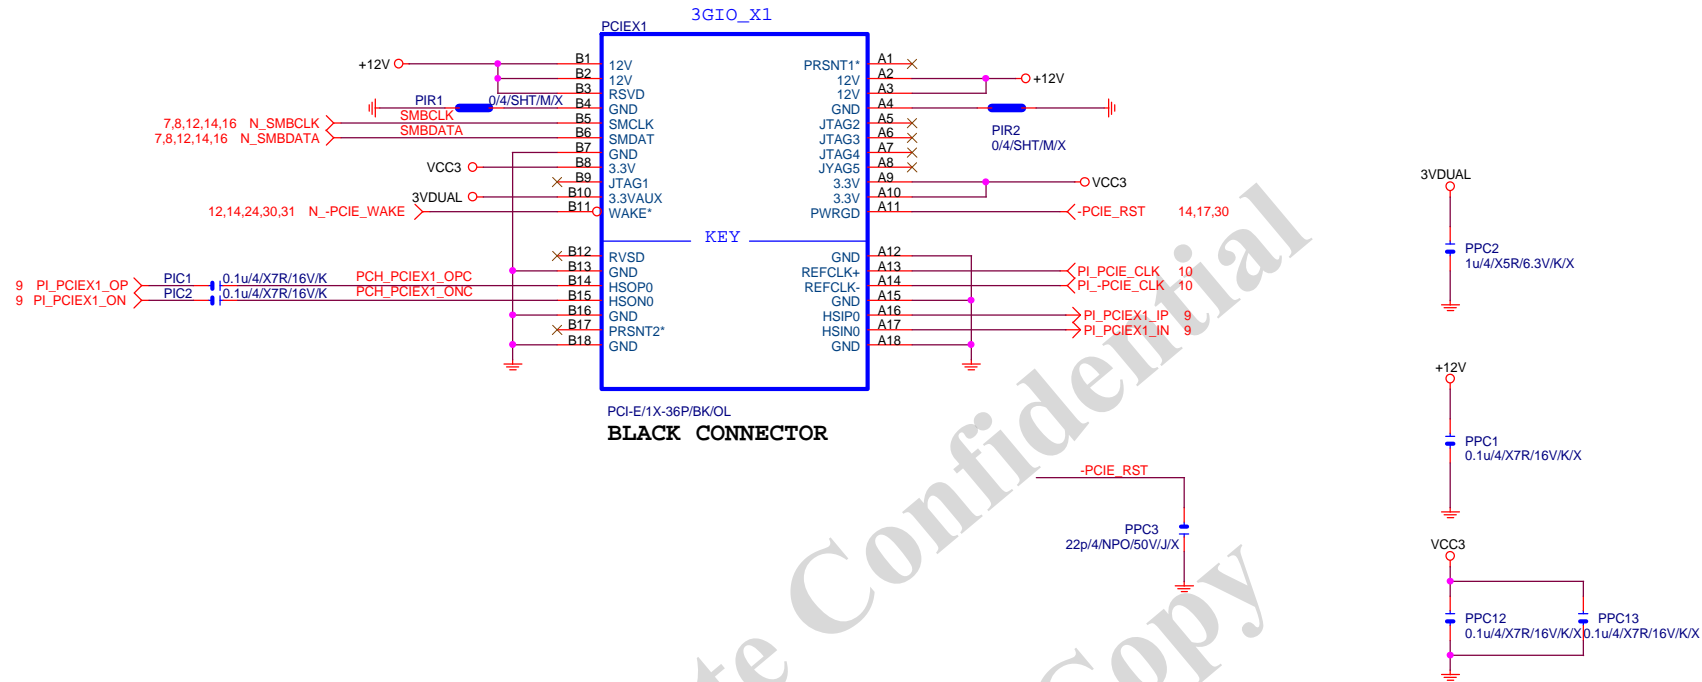 3GIO_X1
PCIEX1
+12V
B1 12V PRSNT1* A1
B2 12V 12V A2 +12V
B3 RSVD 12V A3
PIR1 0/4/SHT/M/X B4 GND GND A4
PIR2
0/4/SHT/M/X
7,8,12,14,16 N_SMBCLK SMBCLK B5 SMCLK JTAG2 A5
7,8,12,14,16 N_SMBDATA SMBDATA B6 SMDAT JTAG3 A6
B7 GND JTAG4 A7
VCC3 B8 3.3V JYAG5 A8
B9 JTAG1 3.3V A9 VCC3
3VDUAL B10 3.3VAUX 3.3V A10
12,14,24,30,31 N_-PCIE_WAKE B11 WAKE* PWRGD A11 -PCIE_RST 14,17,30
KEY
B12 RVSD GND A12
B13 GND REFCLK+ A13 PI_PCIE_CLK 10
9 PI_PCIEX1_OP PIC1 0.1u/4/X7R/16V/K PCH_PCIEX1_OPC B14 HSOP0 REFCLK- A14 PI_-PCIE_CLK 10
9 PI_PCIEX1_ON PIC2 0.1u/4/X7R/16V/K PCH_PCIEX1_ONC B15 HSON0 GND A15
B16 GND HSIP0 A16 PI_PCIEX1_IP 9
B17 PRSNT2* HSIN0 A17 PI_PCIEX1_IN 9
B18 GND GND A18
PCI-E/1X-36P/BK/OL
BLACK CONNECTOR
-PCIE_RST
PPC3
22p/4/NPO/50V/J/X
3VDUAL
PPC2
1u/4/X5R/6.3V/K/X
+12V
PPC1
0.1u/4/X7R/16V/K/X
VCC3
PPC12 PPC13
0.1u/4/X7R/16V/K/X 0.1u/4/X7R/16V/K/X
Confidential
Copy